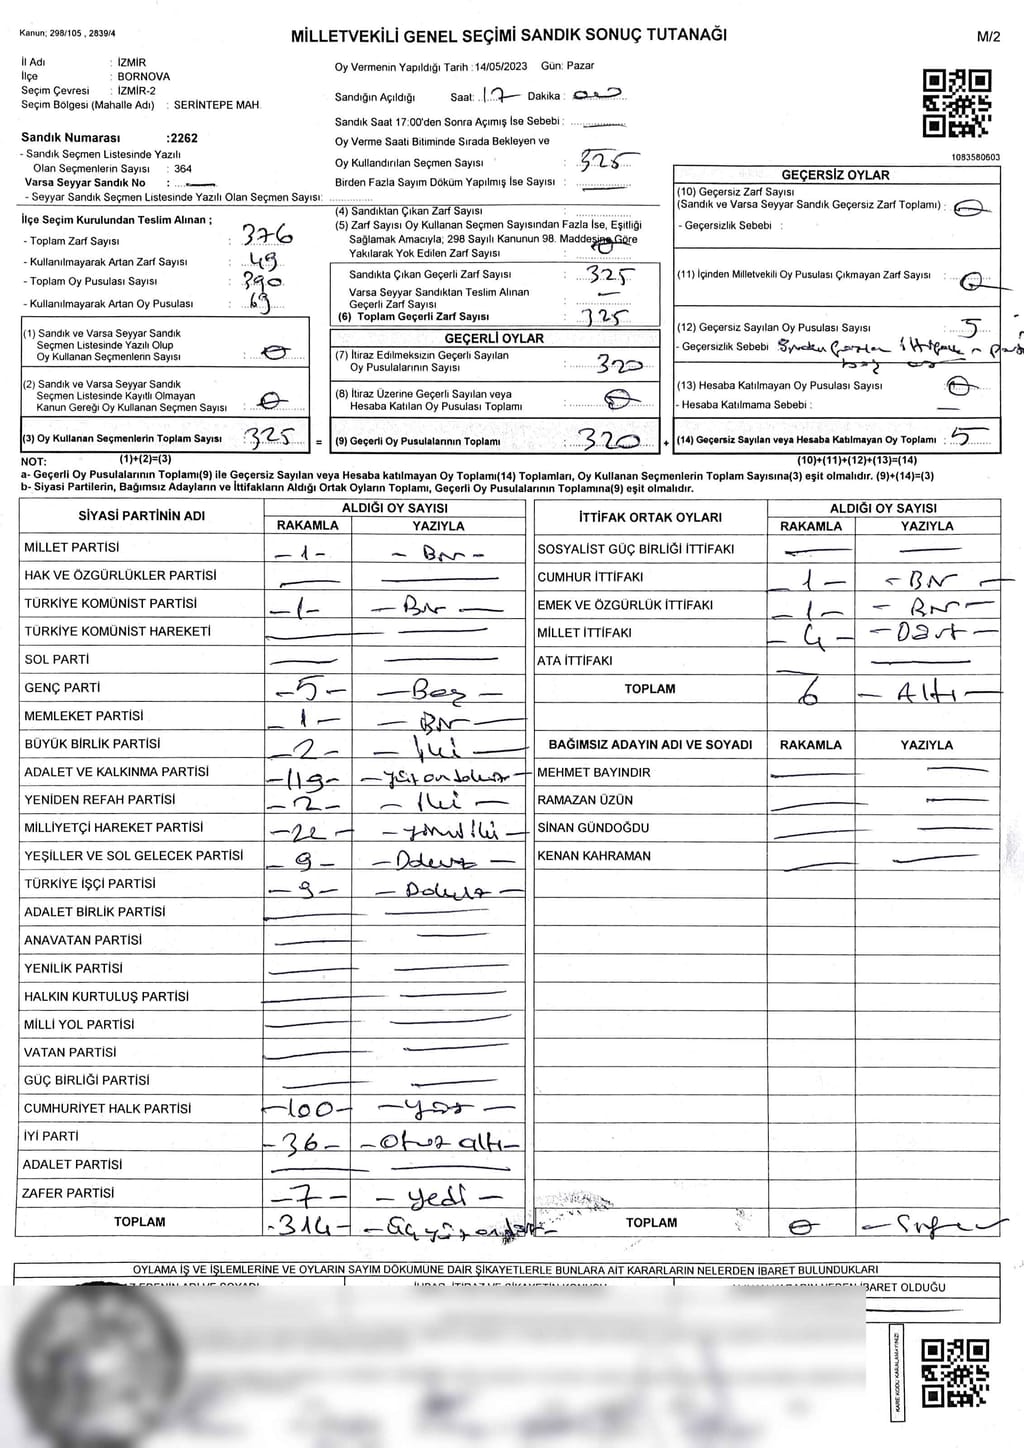 Kanun; 298/105 , 2839/4
MİLLETVEKİLİ GENEL SEÇİMİ SANDIK SONUÇ TUTANAĞI
M/2
İl Adı : İZMİR
İlçe : BORNOVA
Seçim Çevresi : İZMİR-2
Seçim Bölgesi (Mahalle Adı) : SERİNTEPE MAH.
Sandık Numarası :2262
- Sandık Seçmen Listesinde Yazılı
Olan Seçmenlerin Sayısı : 364
Varsa Seyyar Sandık No :
- Seyyar Sandık Seçmen Listesinde Yazılı Olan Seçmen Sayısı:
Oy Vermenin Yapıldığı Tarih :14/05/2023 Gün: Pazar
Sandığın Açıldığı Saat: 17 Dakika : 00
Sandık Saat 17:00'den Sonra Açımış İse Sebebi :
Oy Verme Saati Bitiminde Sırada Bekleyen ve
Oy Kullandırılan Seçmen Sayısı : 325
Birden Fazla Sayım Döküm Yapılmış İse Sayısı :
1083580603
İlçe Seçim Kurulundan Teslim Alınan ;
- Toplam Zarf Sayısı : 376
- Kullanılmayarak Artan Zarf Sayısı : 49
- Toplam Oy Pusulası Sayısı : 390
- Kullanılmayarak Artan Oy Pusulası : 69
(1) Sandık ve Varsa Seyyar Sandık
Seçmen Listesinde Yazılı Olup
Oy Kullanan Seçmenlerin Sayısı : 0
(2) Sandık ve Varsa Seyyar Sandık
Seçmen Listesinde Kayıtlı Olmayan
Kanun Gereği Oy Kullanan Seçmen Sayısı : 0
(3) Oy Kullanan Seçmenlerin Toplam Sayısı : 325 =
(4) Sandıktan Çıkan Zarf Sayısı :
(5) Zarf Sayısı Oy Kullanan Seçmen Sayısından Fazla İse, Eşitliği
Sağlamak Amacıyla; 298 Sayılı Kanunun 98. Maddesine Göre
Yakılarak Yok Edilen Zarf Sayısı : 0
Sandıkta Çıkan Geçerli Zarf Sayısı : 325
Varsa Seyyar Sandıktan Teslim Alınan
Geçerli Zarf Sayısı : —
(6) Toplam Geçerli Zarf Sayısı : 325
GEÇERLİ OYLAR
(7) İtiraz Edilmeksizin Geçerli Sayılan
Oy Pusulalarının Sayısı : 320
(8) İtiraz Üzerine Geçerli Sayılan veya
Hesaba Katılan Oy Pusulası Toplamı : 0
(9) Geçerli Oy Pusulalarının Toplamı : 320 +
GEÇERSİZ OYLAR
(10) Geçersiz Zarf Sayısı
(Sandık ve Varsa Seyyar Sandık Geçersiz Zarf Toplamı) : 0
- Geçersizlik Sebebi :
(11) İçinden Milletvekili Oy Pusulası Çıkmayan Zarf Sayısı : 0
(12) Geçersiz Sayılan Oy Pusulası Sayısı : 5
- Geçersizlik Sebebi
(13) Hesaba Katılmayan Oy Pusulası Sayısı : 0
- Hesaba Katılmama Sebebi : —
(14) Geçersiz Sayılan veya Hesaba Katılmayan Oy Toplamı : 5
NOT: (1)+(2)=(3) (10)+(11)+(12)+(13)=(14)
a- Geçerli Oy Pusulalarının Toplamı(9) ile Geçersiz Sayılan veya Hesaba katılmayan Oy Toplamı(14) Toplamları, Oy Kullanan Seçmenlerin Toplam Sayısına(3) eşit olmalıdır. (9)+(14)=(3)
b- Siyasi Partilerin, Bağımsız Adayların ve İttifakların Aldığı Ortak Oyların Toplamı, Geçerli Oy Pusulalarının Toplamına(9) eşit olmalıdır.
SİYASİ PARTİNİN ADI ALDIĞI OY SAYISI
RAKAMLA YAZIYLA
MİLLET PARTİSİ - 1 - - Bir -
HAK VE ÖZGÜRLÜKLER PARTİSİ — —
TÜRKİYE KOMÜNİST PARTİSİ - 1 - - Bir -
TÜRKİYE KOMÜNİST HAREKETİ — —
SOL PARTİ — —
GENÇ PARTİ - 5 - - Beş -
MEMLEKET PARTİSİ - 1 - - Bir -
BÜYÜK BİRLİK PARTİSİ - 2 - - İki -
ADALET VE KALKINMA PARTİSİ - 119 - - yüz on dokuz -
YENİDEN REFAH PARTİSİ - 2 - - İki -
MİLLİYETÇİ HAREKET PARTİSİ - 22 - - yirmi iki -
YEŞİLLER VE SOL GELECEK PARTİSİ - 9 - - Dokuz -
TÜRKİYE İŞÇİ PARTİSİ - 9 - - Dokuz -
ADALET BİRLİK PARTİSİ — —
ANAVATAN PARTİSİ — —
YENİLİK PARTİSİ — —
HALKIN KURTULUŞ PARTİSİ — —
MİLLİ YOL PARTİSİ — —
VATAN PARTİSİ — —
GÜÇ BİRLİĞİ PARTİSİ — —
CUMHURİYET HALK PARTİSİ - 100 - - yüz -
İYİ PARTİ - 36 - - Otuz altı -
ADALET PARTİSİ — —
ZAFER PARTİSİ - 7 - - yedi -
TOPLAM - 314 - - Üç yüz on dört -
İTTİFAK ORTAK OYLARI ALDIĞI OY SAYISI
RAKAMLA YAZIYLA
SOSYALİST GÜÇ BİRLİĞİ İTTİFAKI — —
CUMHUR İTTİFAKI 1 - - Bir -
EMEK VE ÖZGÜRLÜK İTTİFAKI - 1 - - Bir -
MİLLET İTTİFAKI - 4 - - Dört -
ATA İTTİFAKI — —
TOPLAM 6 - Altı -
BAĞIMSIZ ADAYIN ADI VE SOYADI RAKAMLA YAZIYLA
MEHMET BAYINDIR — —
RAMAZAN ÜZÜN — —
SİNAN GÜNDOĞDU — —
KENAN KAHRAMAN — —
TOPLAM 0 - Sıfır -
OYLAMA İŞ VE İŞLEMLERİNE VE OYLARIN SAYIM DÖKÜMÜNE DAİR ŞİKAYETLERLE BUNLARA AİT KARARLARIN NELERDEN İBARET BULUNDUKLARI
İBARET OLDUĞU